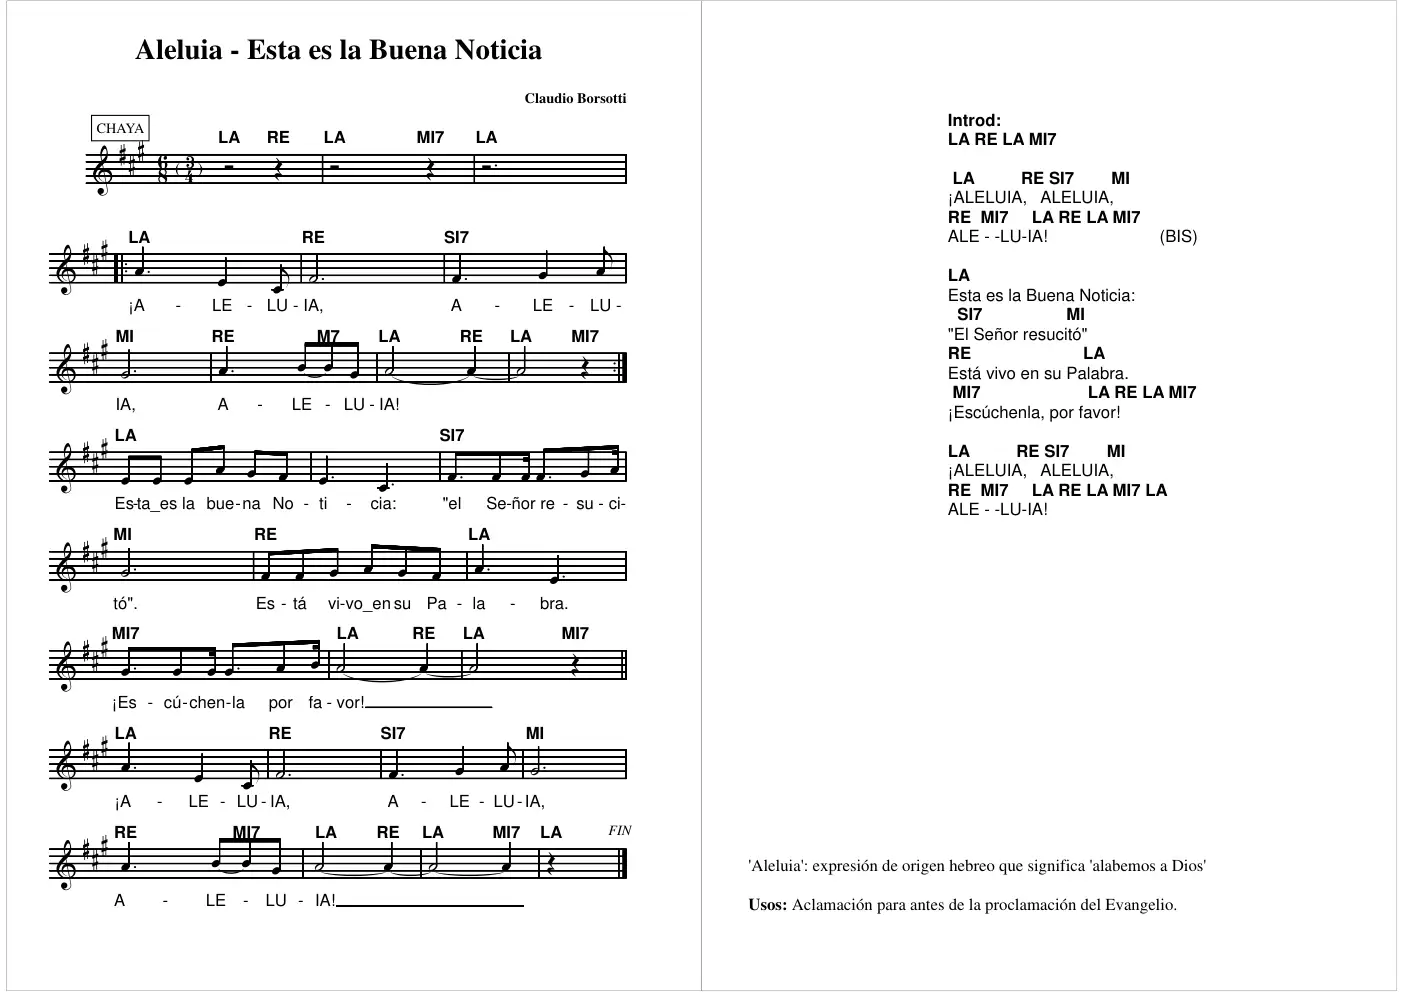 Aleluia - Esta es la Buena Noticia
Claudio Borsotti
CHAYA
LA RE LA MI7 LA
6 8 (3 4)
LA RE SI7
¡A - LE - LU - IA, A - LE - LU -
MI RE M7 LA RE LA MI7
IA, A - LE - LU - IA!
LA SI7
Es-ta_es la bue-na No - ti - cia: "el Se-ñor re - su - ci-
MI RE LA
tó". Es - tá vi-vo_en su Pa - la - bra.
MI7 LA RE LA MI7
¡Es - cú-chen-la por fa - vor!
LA RE SI7 MI
¡A - LE - LU - IA, A - LE - LU - IA,
RE MI7 LA RE LA MI7 LA FIN
A - LE - LU - IA!
Introd:
LA RE LA MI7
LA RE SI7 MI
¡ALELUIA, ALELUIA,
RE MI7 LA RE LA MI7
ALE - -LU-IA! (BIS)
LA
Esta es la Buena Noticia:
SI7 MI
"El Señor resucitó"
RE LA
Está vivo en su Palabra.
MI7 LA RE LA MI7
¡Escúchenla, por favor!
LA RE SI7 MI
¡ALELUIA, ALELUIA,
RE MI7 LA RE LA MI7 LA
ALE - -LU-IA!
'Aleluia': expresión de origen hebreo que significa 'alabemos a Dios'
Usos: Aclamación para antes de la proclamación del Evangelio.